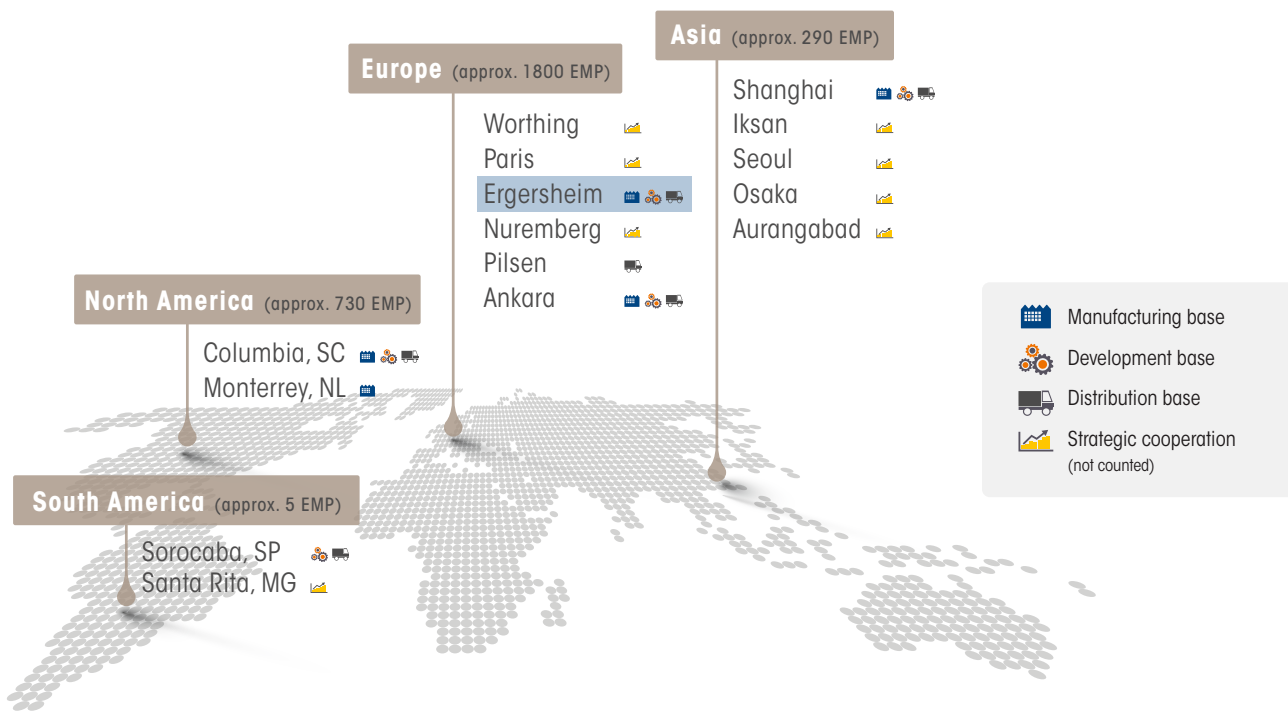 Asia (approx. 290 EMP)
Shanghai
Iksan
Seoul
Osaka
Aurangabad
Europe (approx. 1800 EMP)
Worthing
Paris
Ergersheim
Nuremberg
Pilsen
Ankara
North America (approx. 730 EMP)
Columbia, SC
Monterrey, NL
South America (approx. 5 EMP)
Sorocaba, SP
Santa Rita, MG
Manufacturing base
Development base
Distribution base
Strategic cooperation
(not counted)